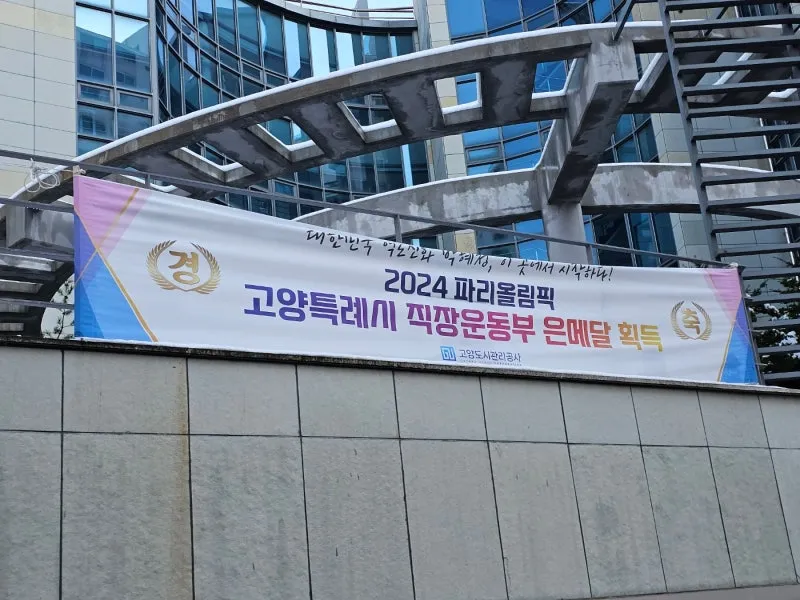 대한민국 역도신화 박혜정, 이 곳에서 시작하다!
경
2024 파리올림픽
고양특례시 직장운동부 은메달 획득
축
고양도시관리공사